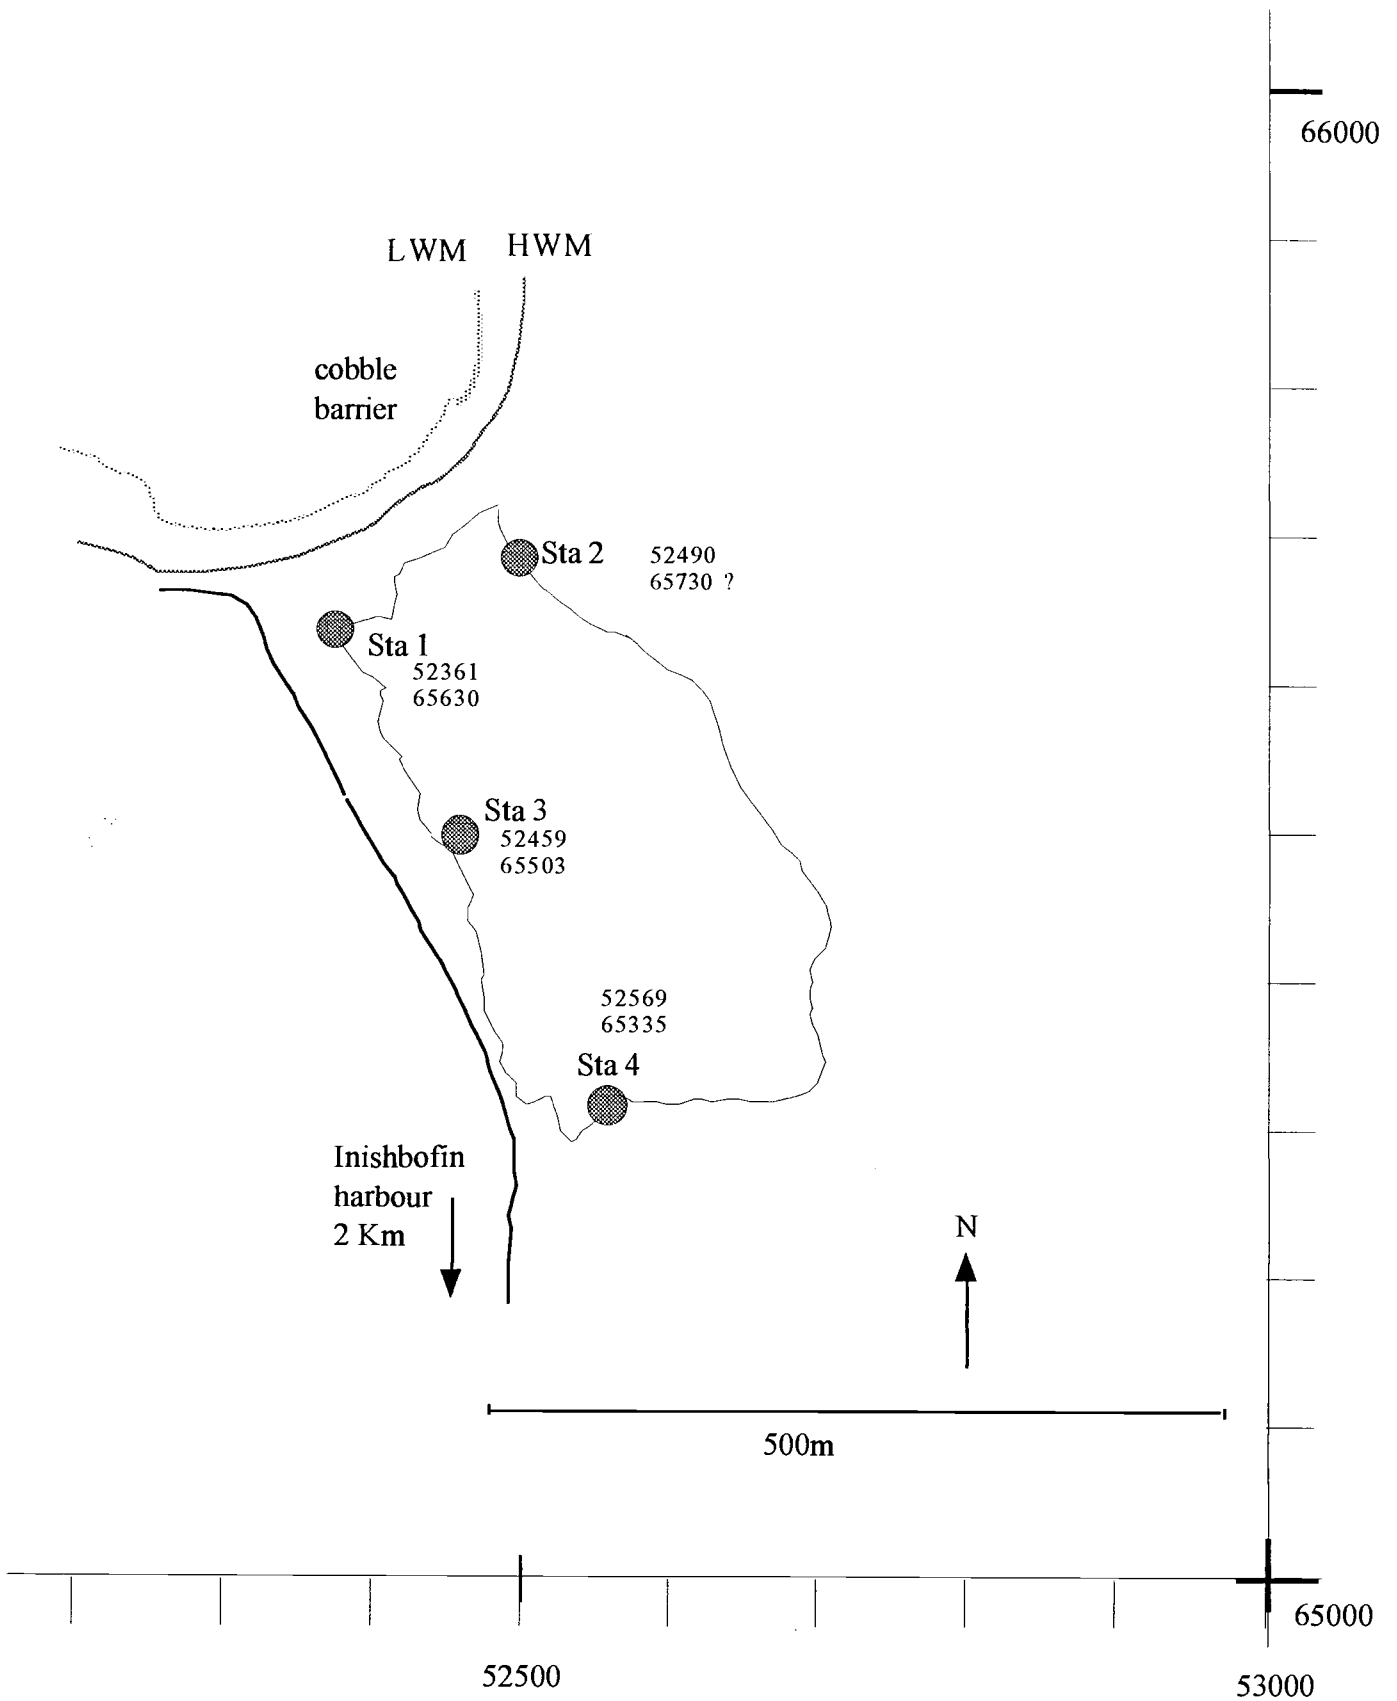 66000
LWM HWM
cobble
barrier
Sta 2
52490
65730 ?
Sta 1
52361
65630
Sta 3
52459
65503
52569
65335
Sta 4
Inishbofin
harbour
2 Km
N
500m
65000
52500
53000